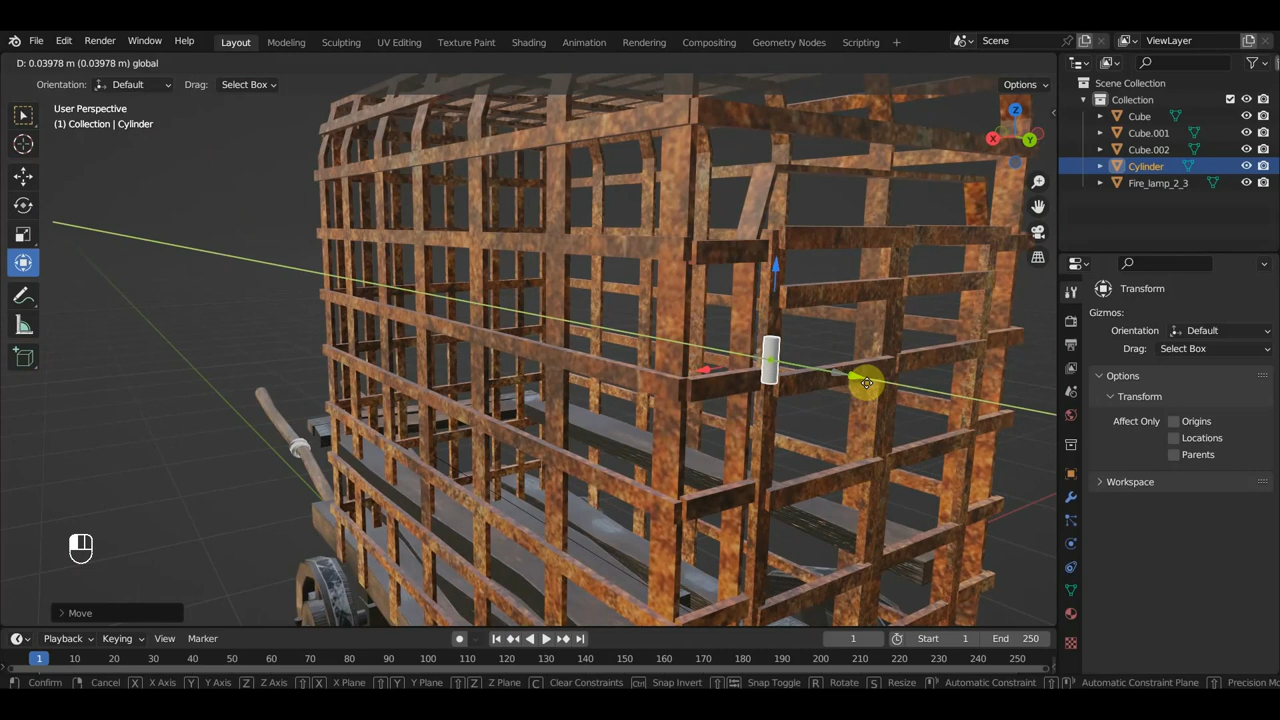 File Edit Render Window Help Layout Modeling Sculpting UV Editing Texture Paint Shading Animation Rendering Compositing Geometry Nodes Scripting + Scene ViewLayer
D: 0.03978 m (0.03978 m) global
Orientation: Default Drag: Select Box Options
User Perspective
(1) Collection | Cylinder
Z
X Y
Move
Scene Collection
Collection
Cube
Cube.001
Cube.002
Cylinder
Fire_lamp_2_3
Transform
Gizmos:
Orientation Default
Drag: Select Box
Options
Transform
Affect Only Origins
Locations
Parents
Workspace
Playback Keying View Marker 1 Start 1 End 250
1 10 20 30 40 50 60 70 80 90 100 110 120 130 140 150 160 170 180 190 200 210 220 230 240 250
Confirm Cancel X X Axis Y Y Axis Z Z Axis X X Plane Y Y Plane Z Z Plane C Clear Constraints Ctrl Snap Invert Snap Toggle R Rotate S Resize Automatic Constraint Automatic Constraint Plane Precision Mo